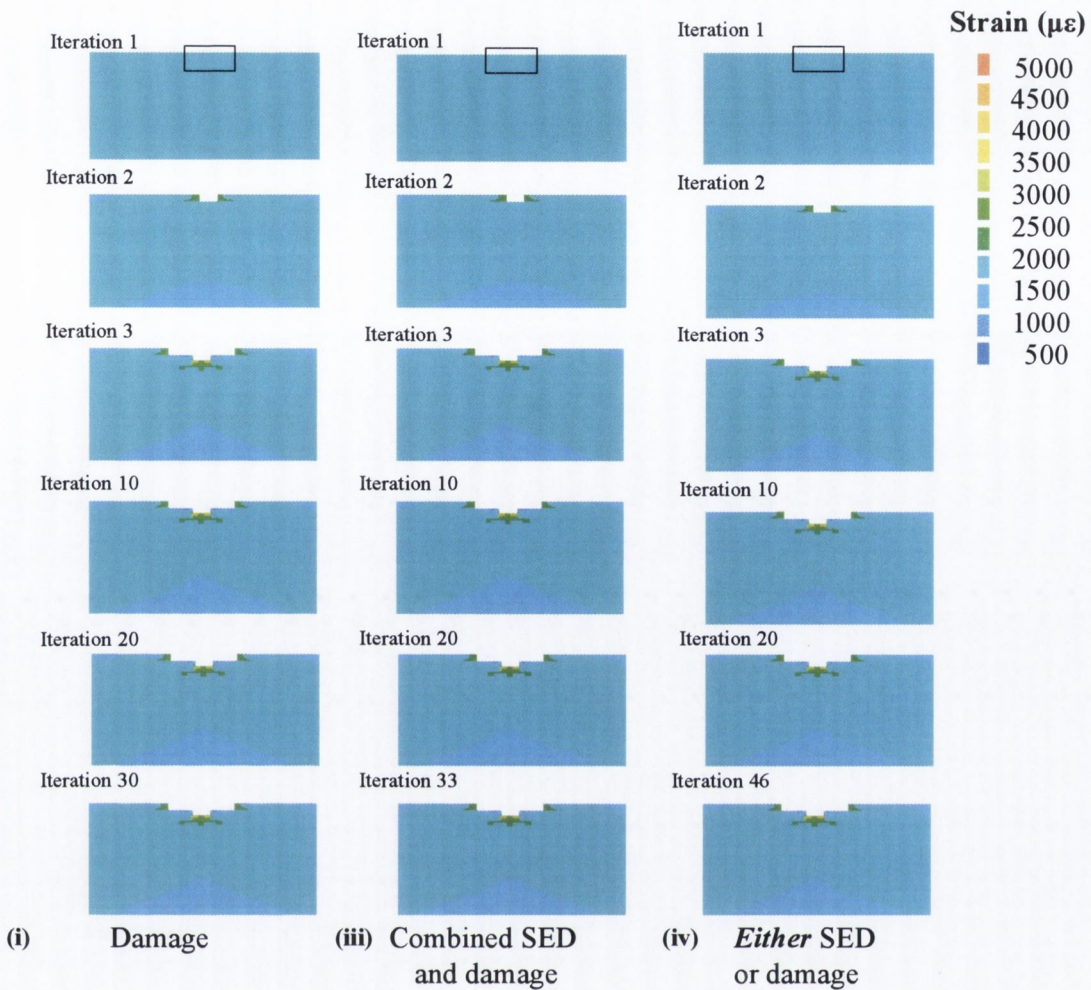 Strain (με)
5000
4500
4000
3500
3000
2500
2000
1500
1000
500
Iteration 1
Iteration 1
Iteration 1
Iteration 2
Iteration 2
Iteration 2
Iteration 3
Iteration 3
Iteration 3
Iteration 10
Iteration 10
Iteration 10
Iteration 20
Iteration 20
Iteration 20
Iteration 30
Iteration 33
Iteration 46
(i) Damage
(iii) Combined SED
and damage
(iv) Either SED
or damage